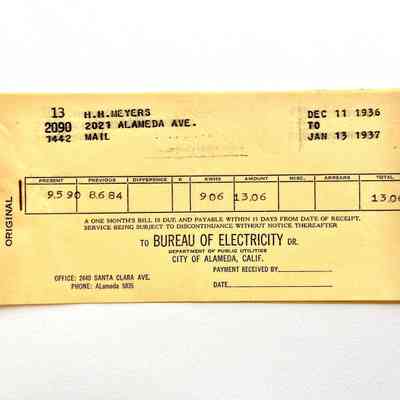 13 H.H.MEYERS DEC 11 1936
2090 2021 ALAMEDA AVE. TO
1442 MAIL JAN 13 1937
PRESENT PREVIOUS DIFFERENCE K KWHS AMOUNT MISC. ARREARS TOTAL
9590 8684 906 13.06 13.0
ORIGINAL
A ONE MONTH'S BILL IS DUE, AND PAYABLE WITHIN 15 DAYS FROM DATE OF RECEIPT,
SERVICE BEING SUBJECT TO DISCONTINUANCE WITHOUT NOTICE THEREAFTER
TO BUREAU OF ELECTRICITY DR.
DEPARTMENT OF PUBLIC UTILITIES
CITY OF ALAMEDA, CALIF.
OFFICE: 2440 SANTA CLARA AVE. PAYMENT RECEIVED BY
PHONE: ALameda 5835 DATE